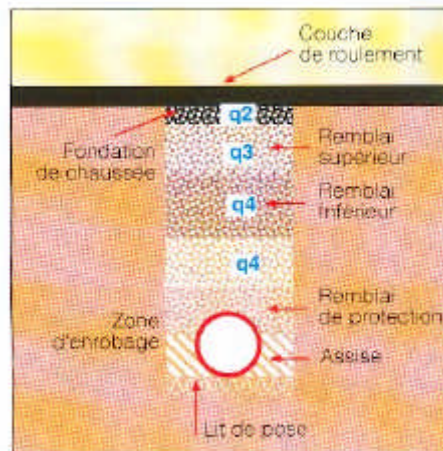 Couche
de roulement
q2
Fondation
de chaussée
q3
Remblai
supérieur
q4
Remblai
Inférieur
q4
Remblai
de protection
Zone
d'enrobage
Assise
Lit de pose